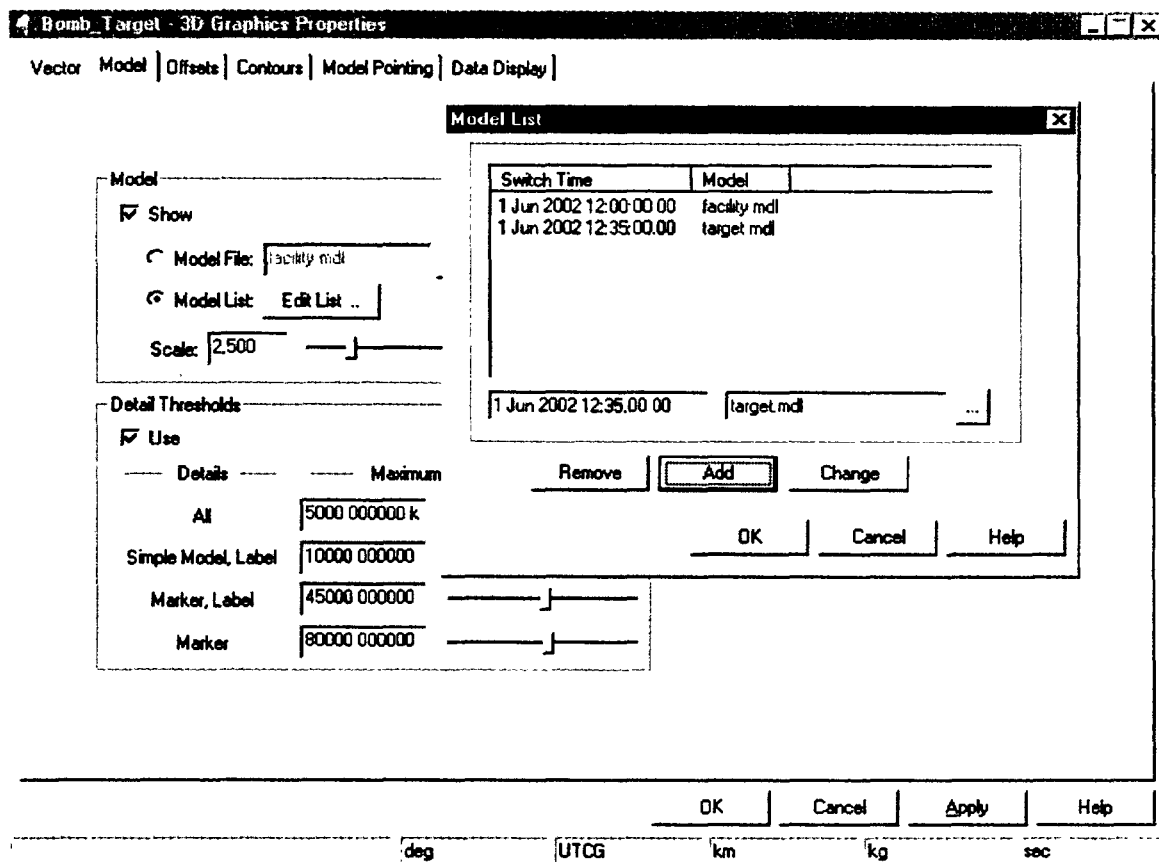 Bomb_Target - 3D Graphics Properties
Vector Model Offsets Contours Model Pointing Data Display
Model List
Switch Time Model
1 Jun 2002 12:00:00 00 facility mdl
1 Jun 2002 12:35:00.00 target mdl
1 Jun 2002 12:35.00 00 target.mdl ...
Remove Add Change
OK Cancel Help
Model
Show
Model File: facility mdl
Model List: Edit List ..
Scale: 2.500
Detail Thresholds
Use
Details Maximum
All 5000 000000 k
Simple Model, Label 10000 000000
Marker, Label 45000 000000
Marker 80000 000000
OK Cancel Apply Help
deg UTCG km kg sec